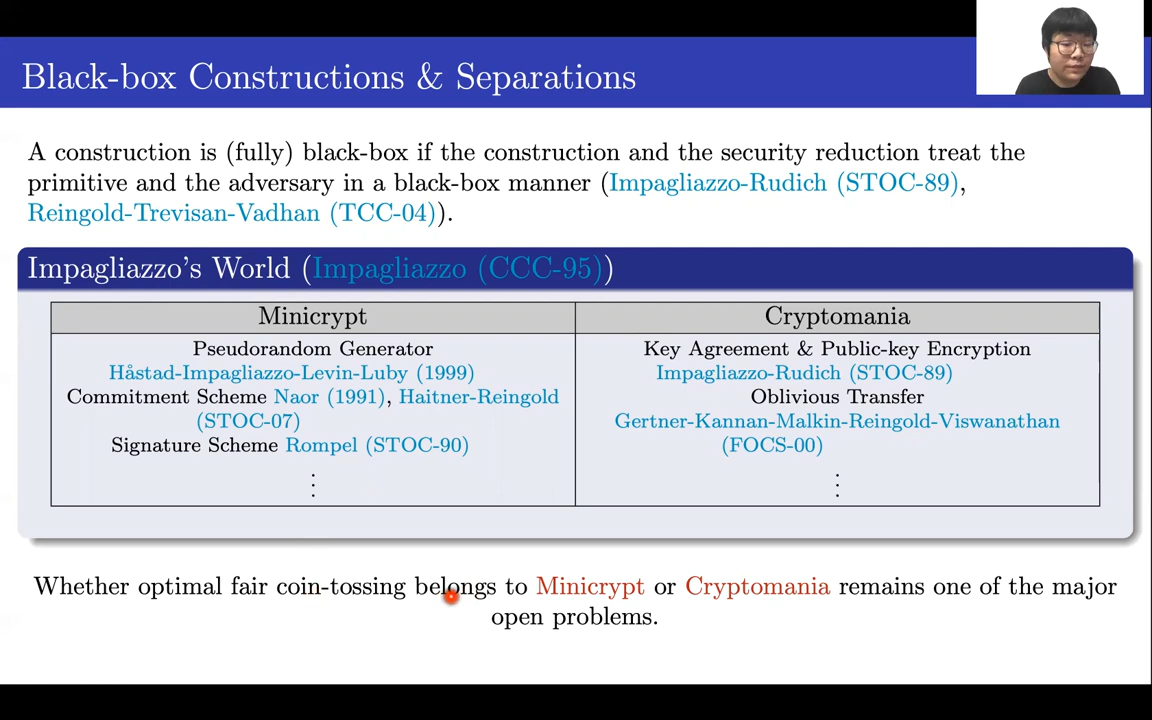 Black-box Constructions & Separations
A construction is (fully) black-box if the construction and the security reduction treat the
primitive and the adversary in a black-box manner (Impagliazzo-Rudich (STOC-89),
Reingold-Trevisan-Vadhan (TCC-04)).
Impagliazzo's World (Impagliazzo (CCC-95))
Minicrypt
Pseudorandom Generator
Håstad-Impagliazzo-Levin-Luby (1999)
Commitment Scheme Naor (1991), Haitner-Reingold
(STOC-07)
Signature Scheme Rompel (STOC-90)
⋮
Cryptomania
Key Agreement & Public-key Encryption
Impagliazzo-Rudich (STOC-89)
Oblivious Transfer
Gertner-Kannan-Malkin-Reingold-Viswanathan
(FOCS-00)
⋮
Whether optimal fair coin-tossing belongs to Minicrypt or Cryptomania remains one of the major
open problems.